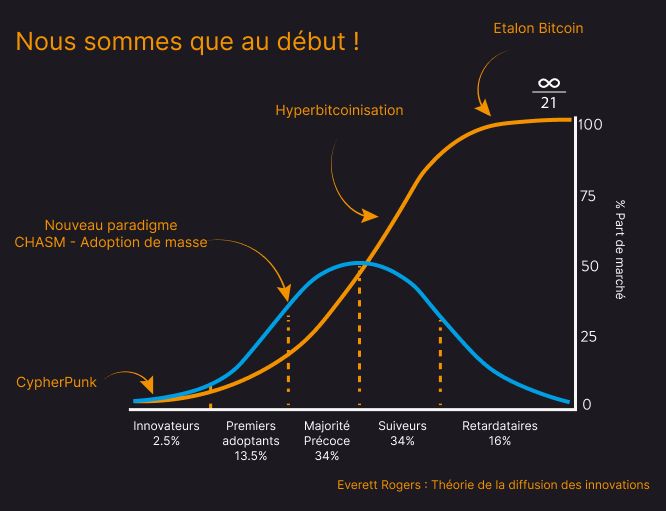 Nous sommes que au début !
Etalon Bitcoin
∞
21
Hyperbitcoinisation
100
75
% Part de marché
Nouveau paradigme
CHASM - Adoption de masse
50
25
CypherPunk
0
Innovateurs
2.5%
Premiers
adoptants
13.5%
Majorité
Précoce
34%
Suiveurs
34%
Retardataires
16%
Everett Rogers : Théorie de la diffusion des innovations